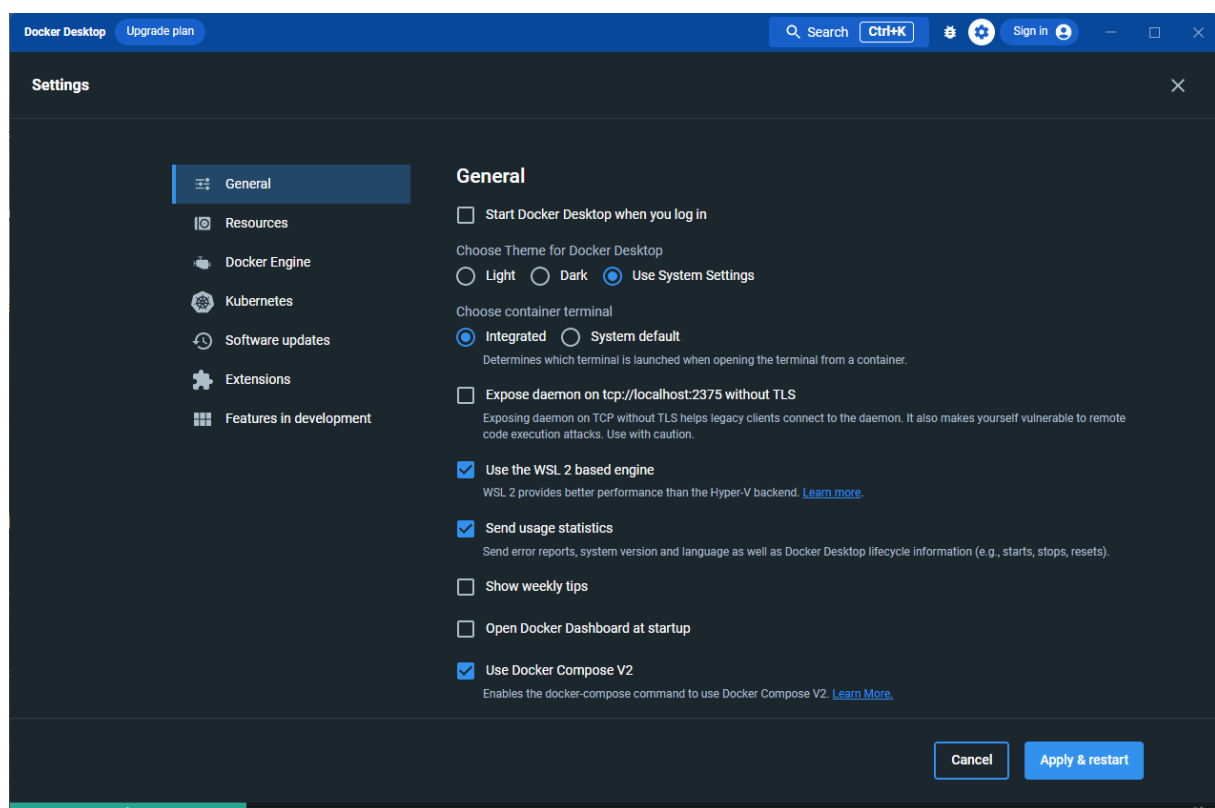 Docker Desktop Upgrade plan Search Ctrl+K Sign in
Settings
General
Resources
Docker Engine
Kubernetes
Software updates
Extensions
Features in development
General
Start Docker Desktop when you log in
Choose Theme for Docker Desktop
Light Dark Use System Settings
Choose container terminal
Integrated System default
Determines which terminal is launched when opening the terminal from a container.
Expose daemon on tcp://localhost:2375 without TLS
Exposing daemon on TCP without TLS helps legacy clients connect to the daemon. It also makes yourself vulnerable to remote
code execution attacks. Use with caution.
Use the WSL 2 based engine
WSL 2 provides better performance than the Hyper-V backend. Learn more.
Send usage statistics
Send error reports, system version and language as well as Docker Desktop lifecycle information (e.g., starts, stops, resets).
Show weekly tips
Open Docker Dashboard at startup
Use Docker Compose V2
Enables the docker-compose command to use Docker Compose V2. Learn More.
Cancel Apply & restart